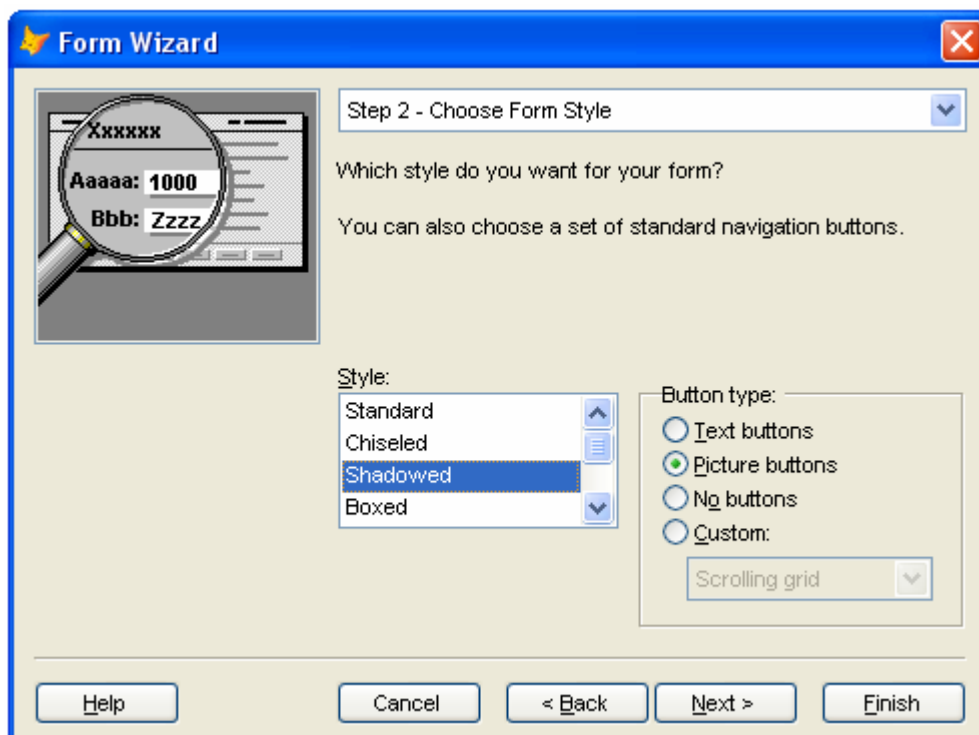 Form Wizard
Xxxxxx
Aaaaa: 1000
Bbb: Zzzz
Step 2 - Choose Form Style
Which style do you want for your form?
You can also choose a set of standard navigation buttons.
Style:
Standard
Chiseled
Shadowed
Boxed
Button type:
Text buttons
Picture buttons
No buttons
Custom:
Scrolling grid
Help
Cancel
< Back
Next >
Finish